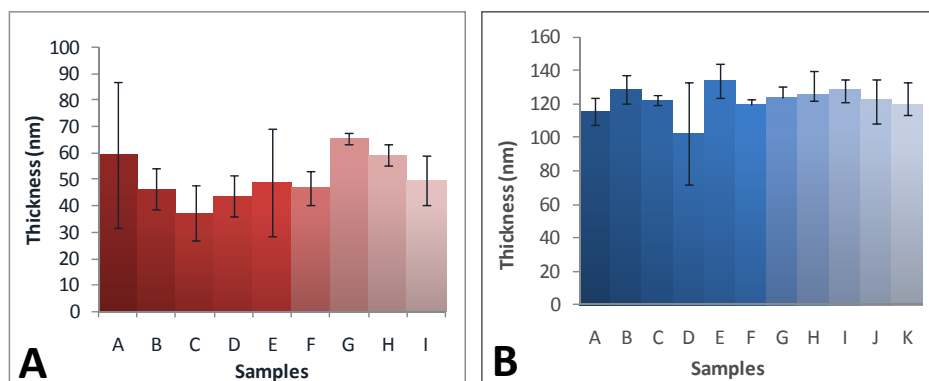 100
90
80
70
60
50
40
30
20
10
0
Thickness (nm)
A B C D E F G H I
Samples
A
160
140
120
100
80
60
40
20
0
Thickness (nm)
A B C D E F G H I J K
Samples
B